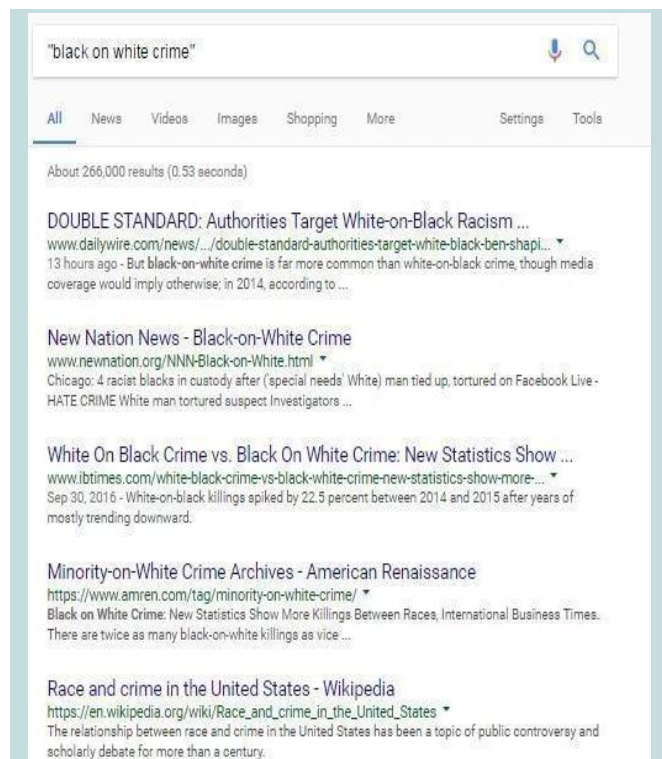 "black on white crime"
All News Videos Images Shopping More Settings Tools
About 266,000 results (0.53 seconds)
DOUBLE STANDARD: Authorities Target White-on-Black Racism ...
www.dailywire.com/news/.../double-standard-authorities-target-white-black-ben-shapi...
13 hours ago - But black-on-white crime is far more common than white-on-black crime, though media
coverage would imply otherwise; in 2014, according to ...
New Nation News - Black-on-White Crime
www.newnation.org/NNN-Black-on-White.html
Chicago: 4 racist blacks in custody after ('special needs' White) man tied up, tortured on Facebook Live -
HATE CRIME White man tortured suspect Investigators ...
White On Black Crime vs. Black On White Crime: New Statistics Show ...
www.ibtimes.com/white-black-crime-vs-black-white-crime-new-statistics-show-more-...
Sep 30, 2016 - White-on-black killings spiked by 22.5 percent between 2014 and 2015 after years of
mostly trending downward.
Minority-on-White Crime Archives - American Renaissance
https://www.amren.com/tag/minority-on-white-crime/
Black on White Crime: New Statistics Show More Killings Between Races, International Business Times.
There are twice as many black-on-white killings as vice ...
Race and crime in the United States - Wikipedia
https://en.wikipedia.org/wiki/Race_and_crime_in_the_United_States
The relationship between race and crime in the United States has been a topic of public controversy and
scholarly debate for more than a century.